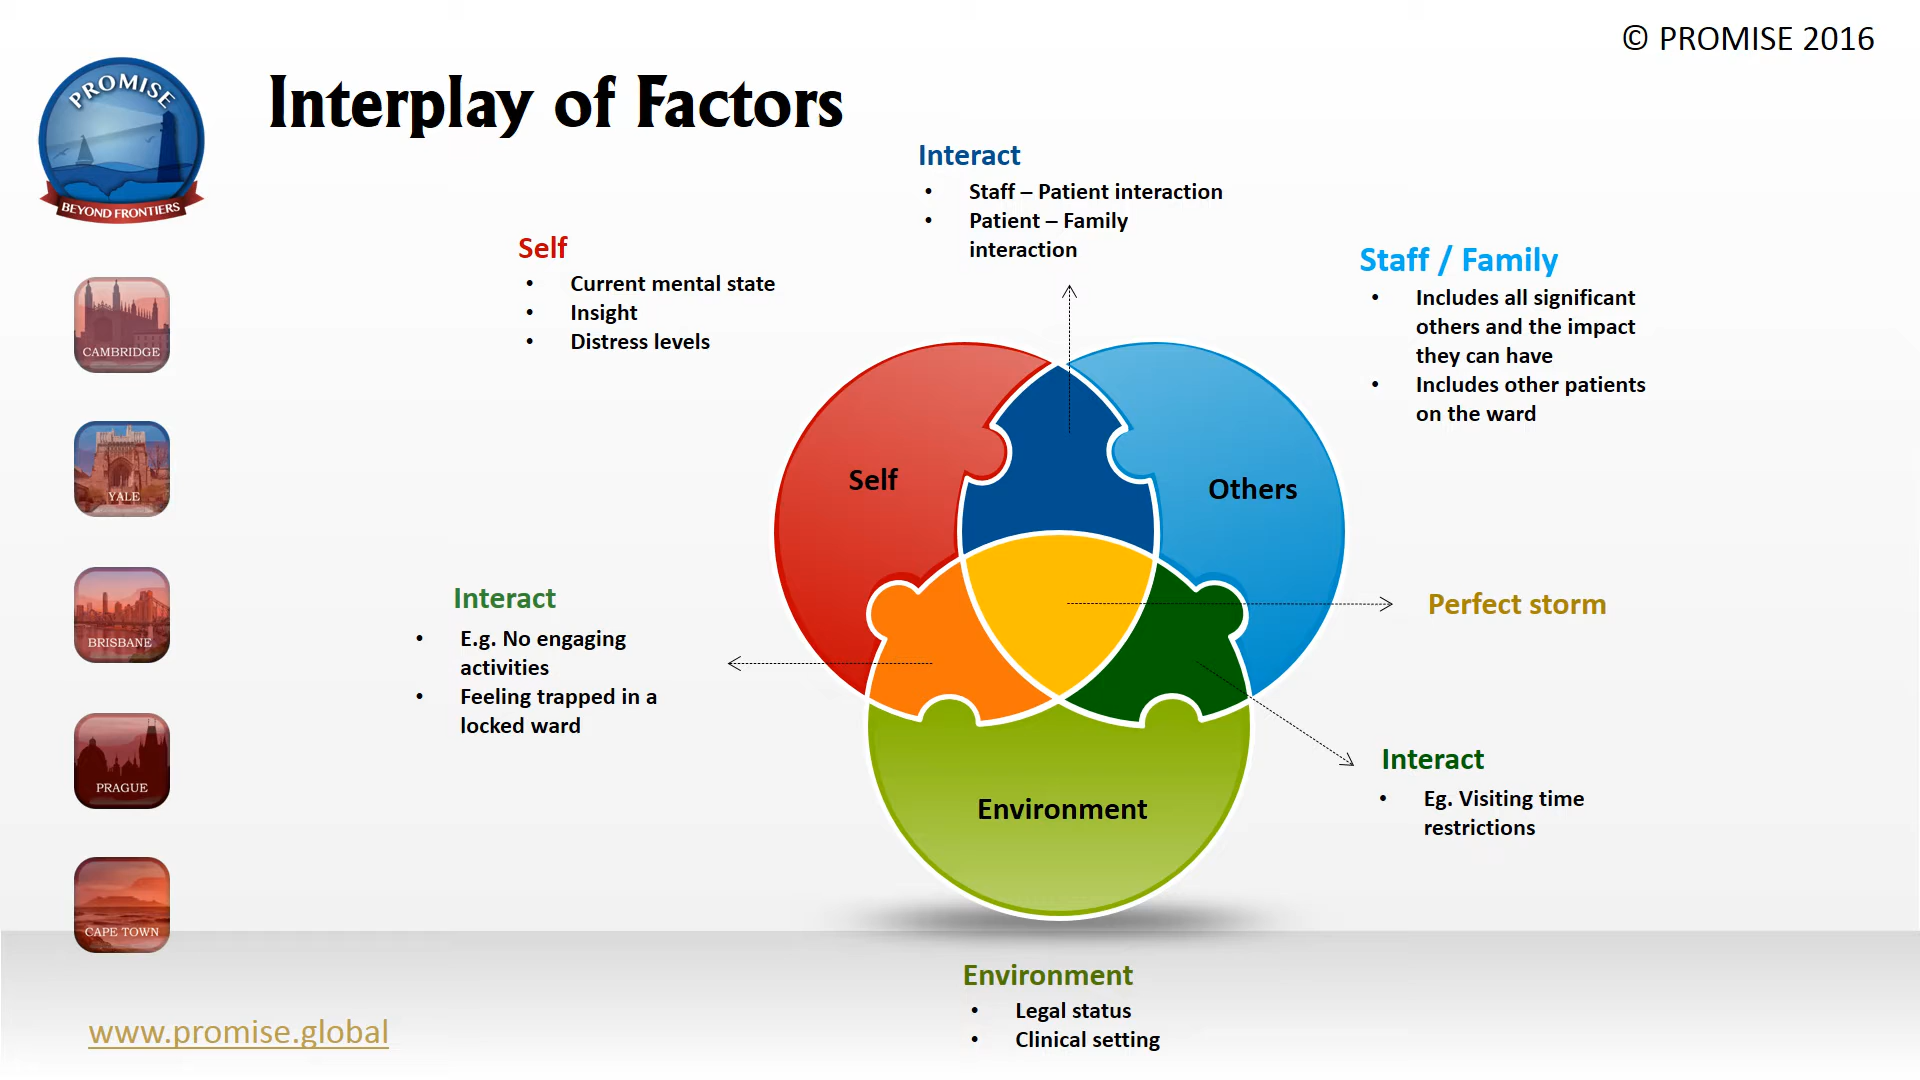 © PROMISE 2016
PROMISE
BEYOND FRONTIERS
Interplay of Factors
Interact
• Staff – Patient interaction
• Patient – Family
interaction
Self
• Current mental state
• Insight
• Distress levels
Staff / Family
• Includes all significant
others and the impact
they can have
• Includes other patients
on the ward
CAMBRIDGE
YALE
BRISBANE
PRAGUE
CAPE TOWN
Self
Others
Environment
Interact
• E.g. No engaging
activities
• Feeling trapped in a
locked ward
Perfect storm
Interact
• Eg. Visiting time
restrictions
Environment
• Legal status
• Clinical setting
www.promise.global